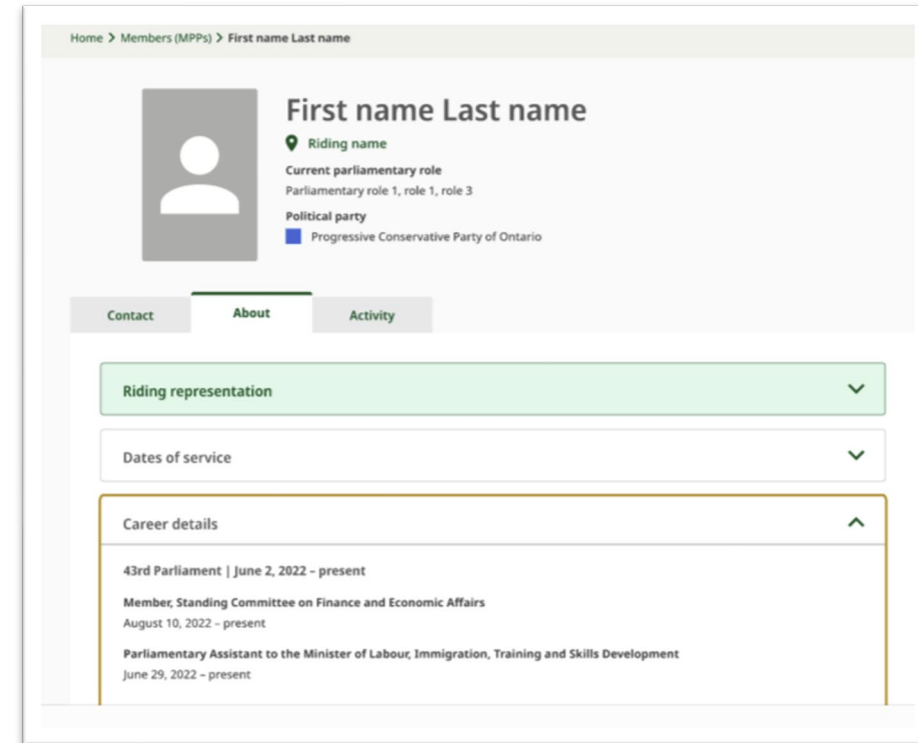 Home > Members (MPPs) > First name Last name
First name Last name
Riding name
Current parliamentary role
Parliamentary role 1, role 1, role 3
Political party
Progressive Conservative Party of Ontario
Contact
About
Activity
Riding representation
Dates of service
Career details
43rd Parliament | June 2, 2022 – present
Member, Standing Committee on Finance and Economic Affairs
August 10, 2022 – present
Parliamentary Assistant to the Minister of Labour, Immigration, Training and Skills Development
June 29, 2022 – present